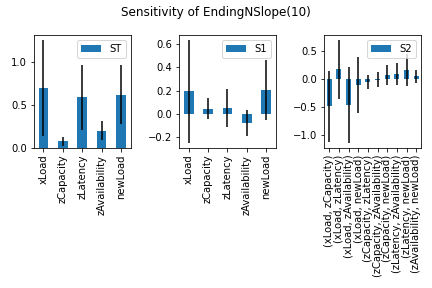 Sensitivity of EndingNSlope(10)
ST
1.0
0.5
0.0
xLoad
zCapacity
zLatency
zAvailability
newLoad
S1
0.6
0.4
0.2
0.0
−0.2
xLoad
zCapacity
zLatency
zAvailability
newLoad
S2
0.5
0.0
−0.5
−1.0
(xLoad, zCapacity)
(xLoad, zLatency)
(xLoad, zAvailability)
(xLoad, newLoad)
(zCapacity, zLatency)
(zCapacity, zAvailability)
(zCapacity, newLoad)
(zLatency, zAvailability)
(zLatency, newLoad)
(zAvailability, newLoad)